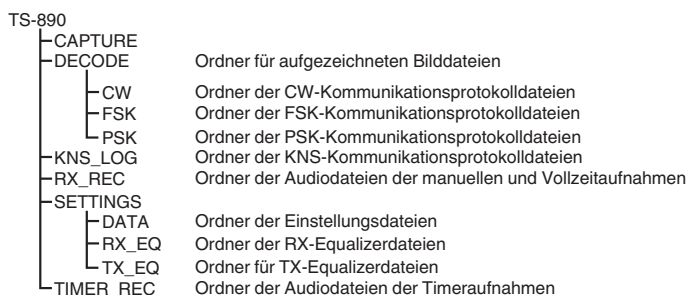 TS-890
CAPTURE
DECODE Ordner für aufgezeichneten Bilddateien
CW Ordner der CW-Kommunikationsprotokolldateien
FSK Ordner der FSK-Kommunikationsprotokolldateien
PSK Ordner der PSK-Kommunikationsprotokolldateien
KNS_LOG Ordner der KNS-Kommunikationsprotokolldateien
RX_REC Ordner der Audiodateien der manuellen und Vollzeitaufnahmen
SETTINGS
DATA Ordner der Einstellungsdateien
RX_EQ Ordner der RX-Equalizerdateien
TX_EQ Ordner für TX-Equalizerdateien
TIMER_REC Ordner der Audiodateien der Timeraufnahmen